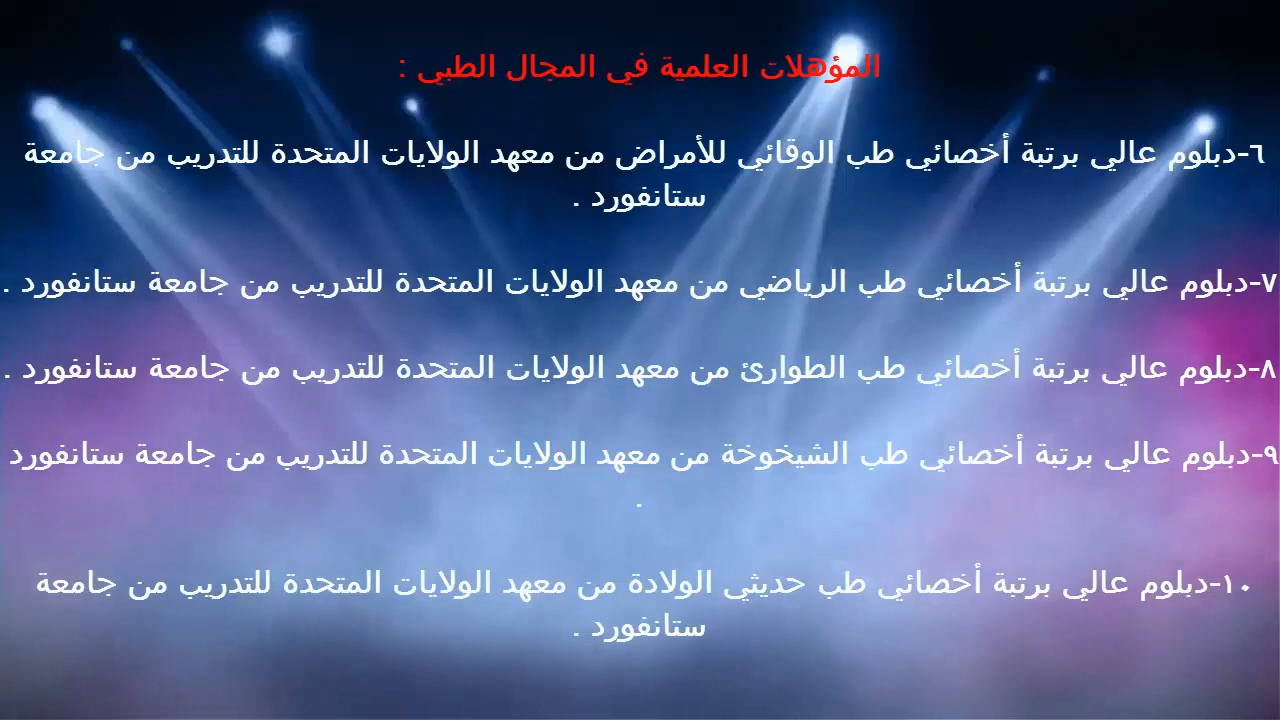 المؤهلات العلمية في المجال الطبي :
٦-دبلوم عالي برتبة أخصائي طب الوقائي للأمراض من معهد الولايات المتحدة للتدريب من جامعة
ستانفورد .
٧-دبلوم عالي برتبة أخصائي طب الرياضي من معهد الولايات المتحدة للتدريب من جامعة ستانفورد .
٨-دبلوم عالي برتبة أخصائي طب الطوارئ من معهد الولايات المتحدة للتدريب من جامعة ستانفورد .
٩-دبلوم عالي برتبة أخصائي طب الشيخوخة من معهد الولايات المتحدة للتدريب من جامعة ستانفورد
.
١٠-دبلوم عالي برتبة أخصائي طب حديثي الولادة من معهد الولايات المتحدة للتدريب من جامعة
ستانفورد .